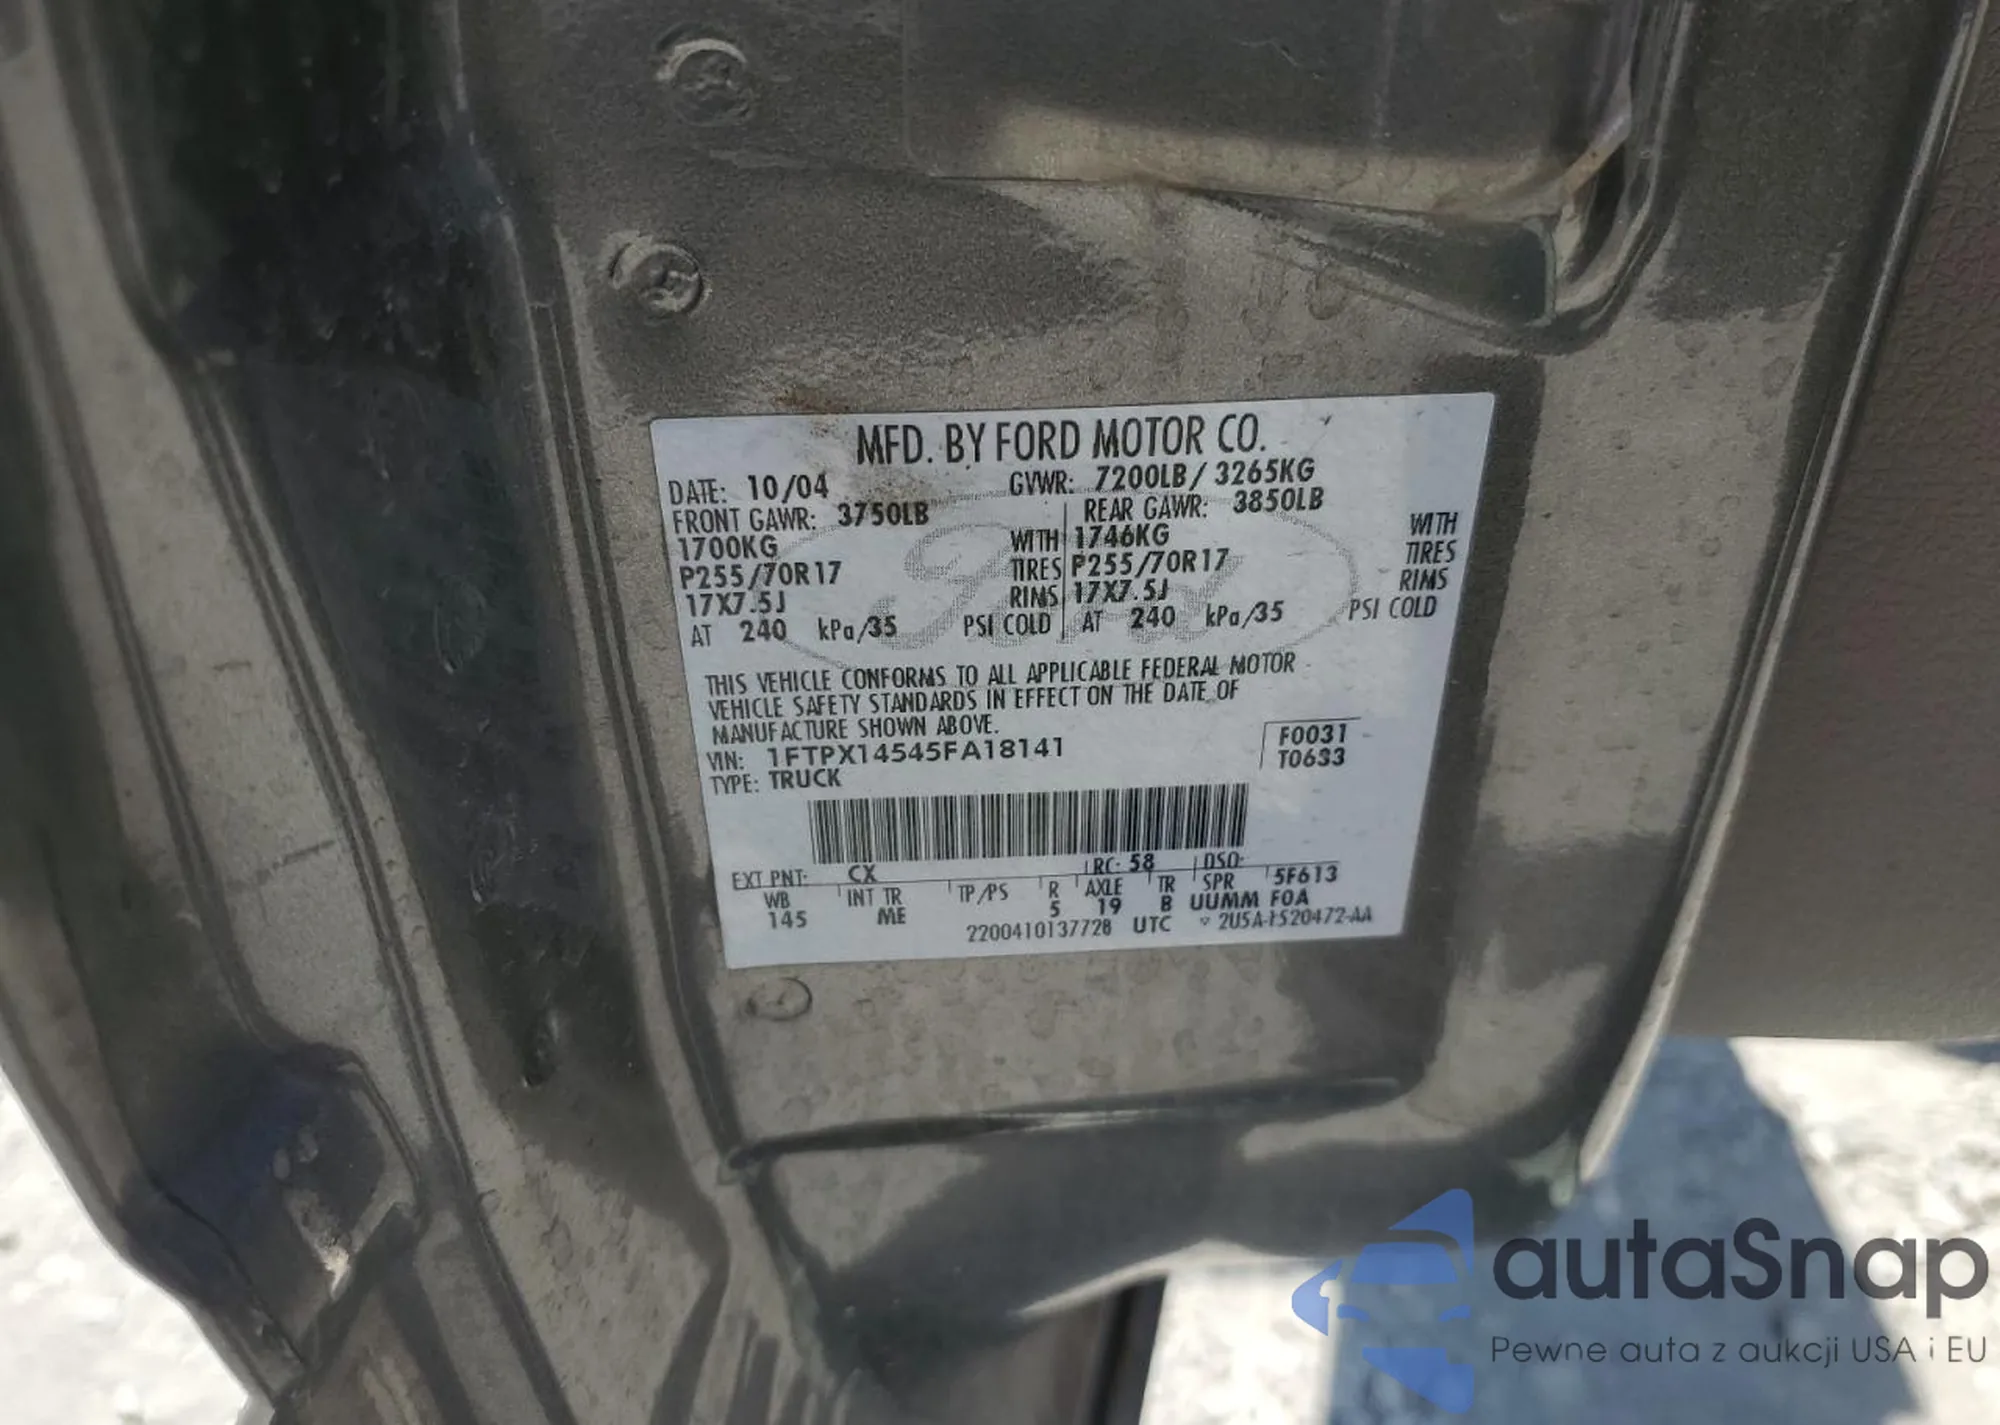 MFD. BY FORD MOTOR CO.
DATE: 10/04 GVWR: 7200LB / 3265KG
FRONT GAWR: 3750LB REAR GAWR: 3850LB
1700KG WITH 1746KG WITH
P255/70R17 TIRES P255/70R17 TIRES
17X7.5J RIMS 17X7.5J RIMS
AT 240 kPa/35 PSI COLD AT 240 kPa/35 PSI COLD
THIS VEHICLE CONFORMS TO ALL APPLICABLE FEDERAL MOTOR
VEHICLE SAFETY STANDARDS IN EFFECT ON THE DATE OF
MANUFACTURE SHOWN ABOVE.
VIN: 1FTPX14545FA18141 F0031
TYPE: TRUCK T0633
EXT PNT: CX RC: 58 DSO:
WB INT TR TP/PS R AXLE TR SPR 5F613
145 ME 5 19 B UUMM F0A
2200410137728 UTC 2U5A-1520472-AA
autaSnap
Pewne auta z aukcji USA i EU